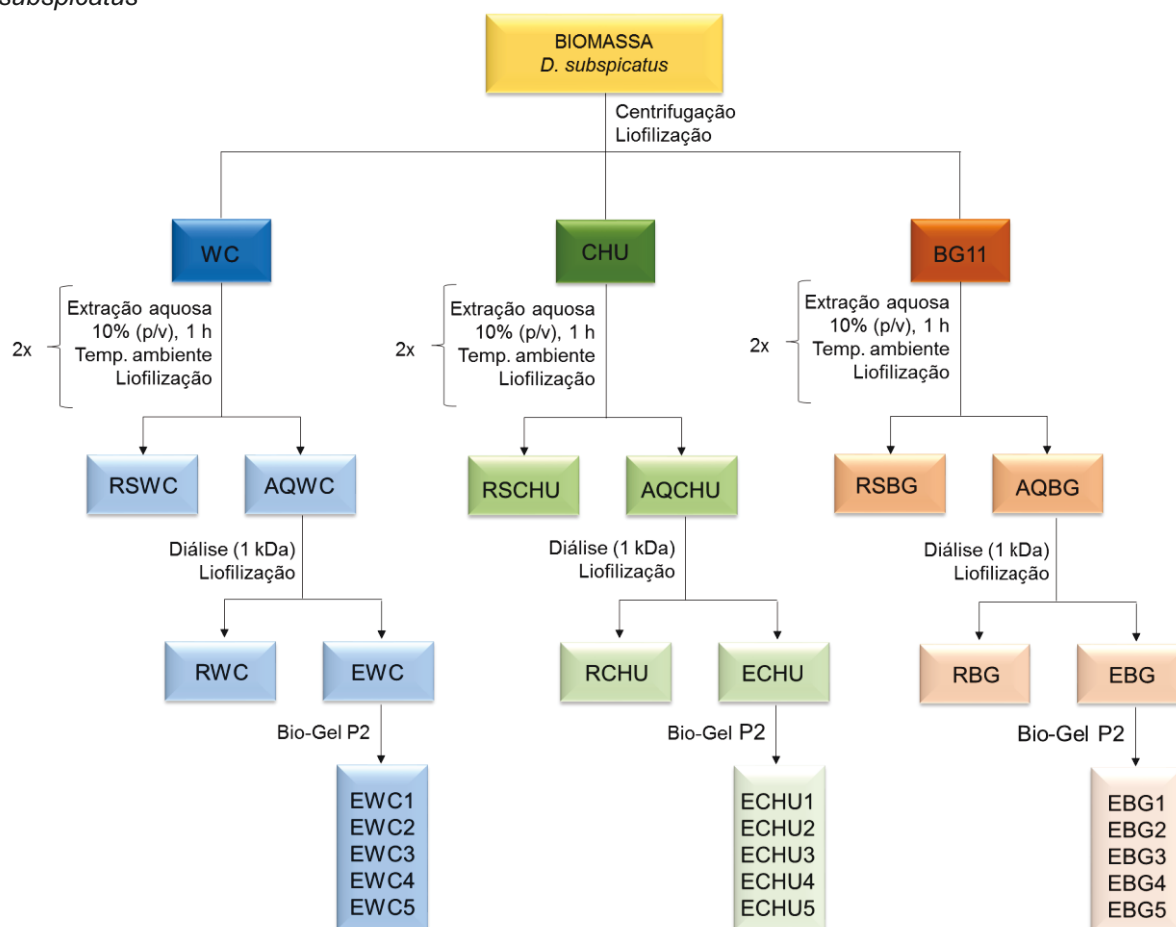 subspicatus
BIOMASSA
D. subspicatus
Centrifugação
Liofilização
WC
CHU
BG11
2x
Extração aquosa
10% (p/v), 1 h
Temp. ambiente
Liofilização
2x
Extração aquosa
10% (p/v), 1 h
Temp. ambiente
Liofilização
2x
Extração aquosa
10% (p/v), 1 h
Temp. ambiente
Liofilização
RSWC
AQWC
RSCHU
AQCHU
RSBG
AQBG
Diálise (1 kDa)
Liofilização
Diálise (1 kDa)
Liofilização
Diálise (1 kDa)
Liofilização
RWC
EWC
RCHU
ECHU
RBG
EBG
Bio-Gel P2
Bio-Gel P2
Bio-Gel P2
EWC1
EWC2
EWC3
EWC4
EWC5
ECHU1
ECHU2
ECHU3
ECHU4
ECHU5
EBG1
EBG2
EBG3
EBG4
EBG5